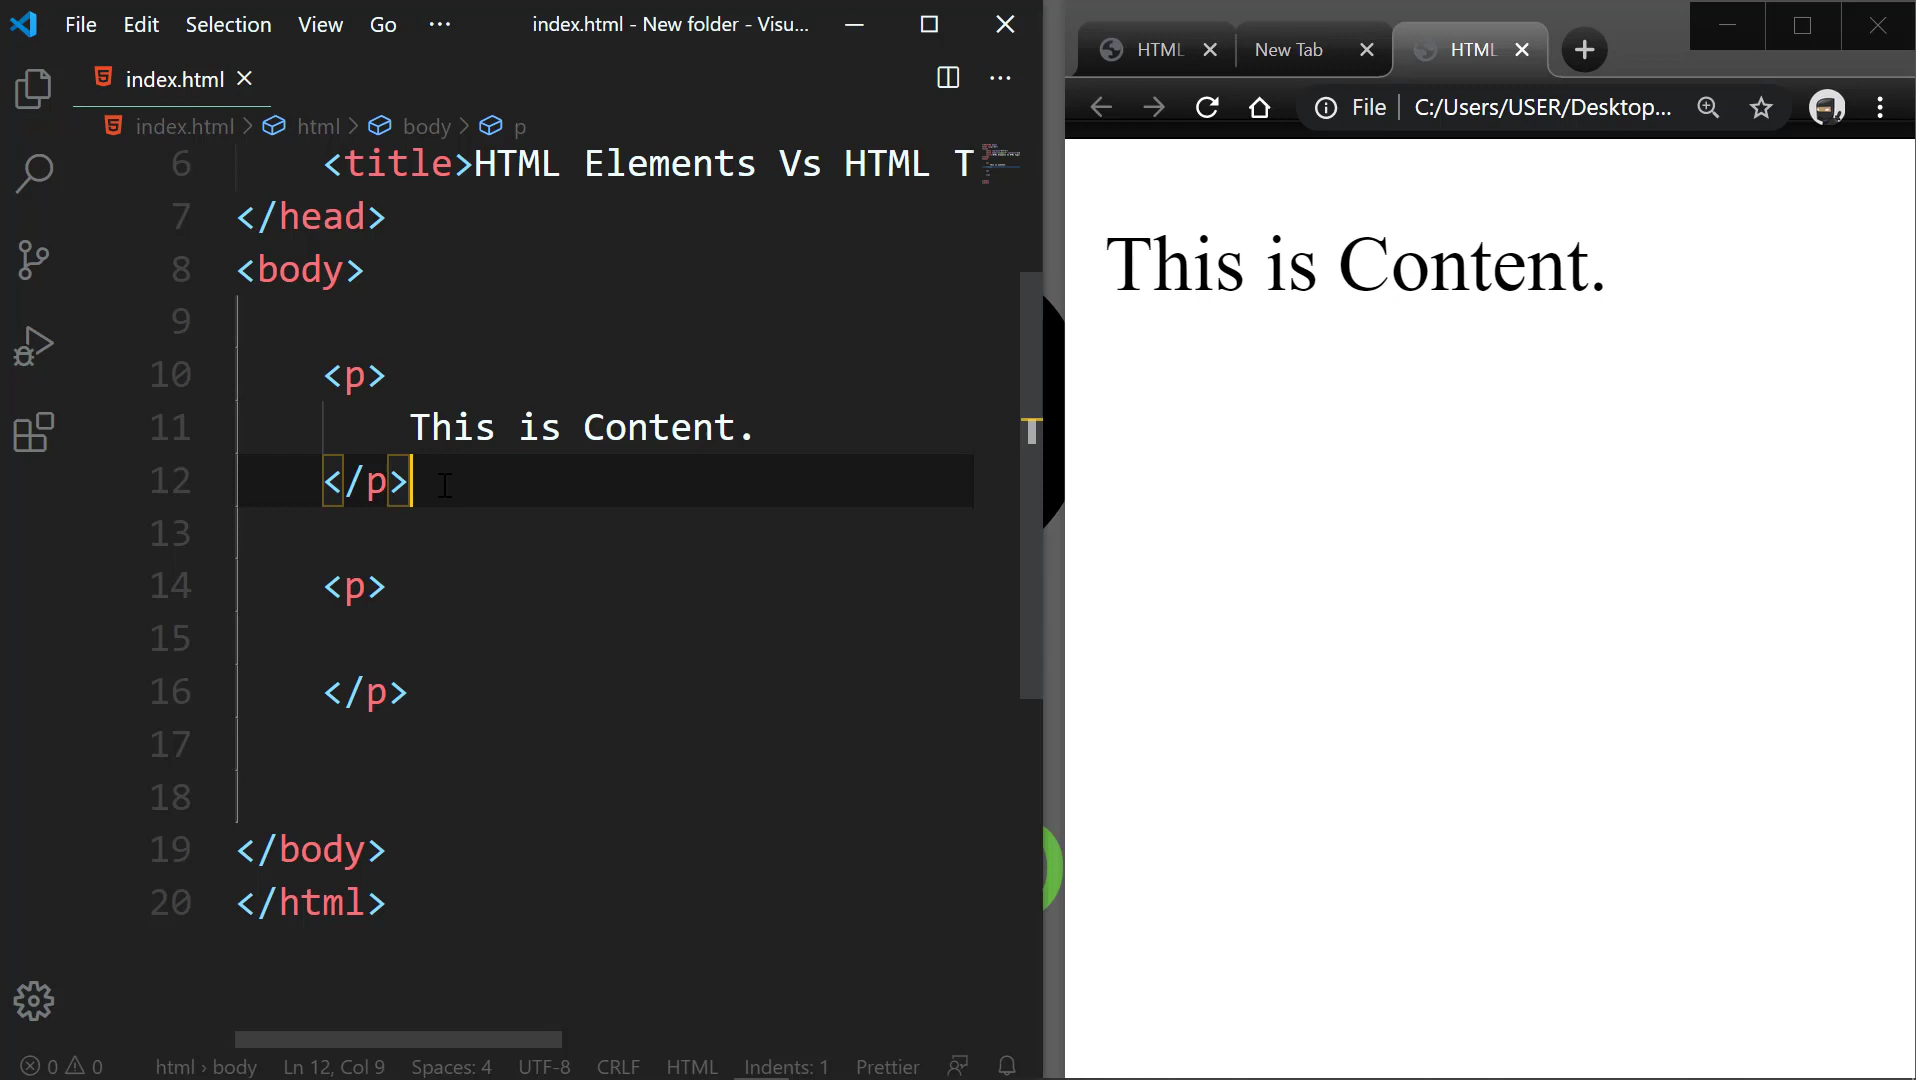 File Edit Selection View Go ··· index.html - New folder - Visu...
index.html
index.html > html > body > p
6 <title>HTML Elements Vs HTML T
7 </head>
8 <body>
9
10 <p>
11 This is Content.
12 </p>
13
14 <p>
15
16 </p>
17
18
19 </body>
20 </html>
0 0 html › body Ln 12, Col 9 Spaces: 4 UTF-8 CRLF HTML Indents: 1 Prettier
HTML New Tab HTML
File C:/Users/USER/Desktop...
This is Content.